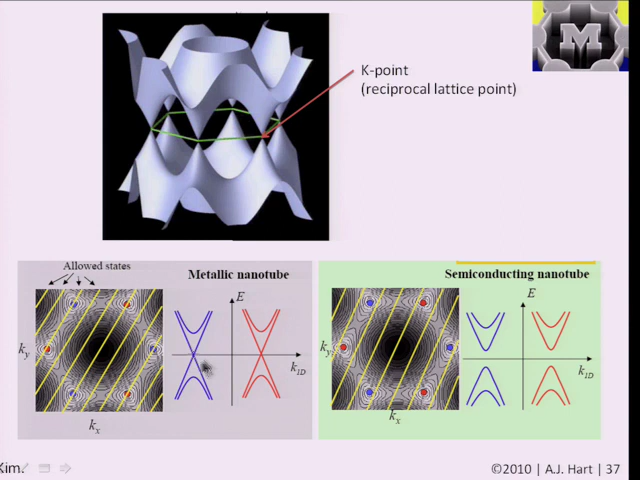 M
K-point
(reciprocal lattice point)
Allowed states
Metallic nanotube
E
k_y
k_1D
k_x
Semiconducting nanotube
E
k_y
k_1D
k_x
Kim.
©2010 | A.J. Hart | 37